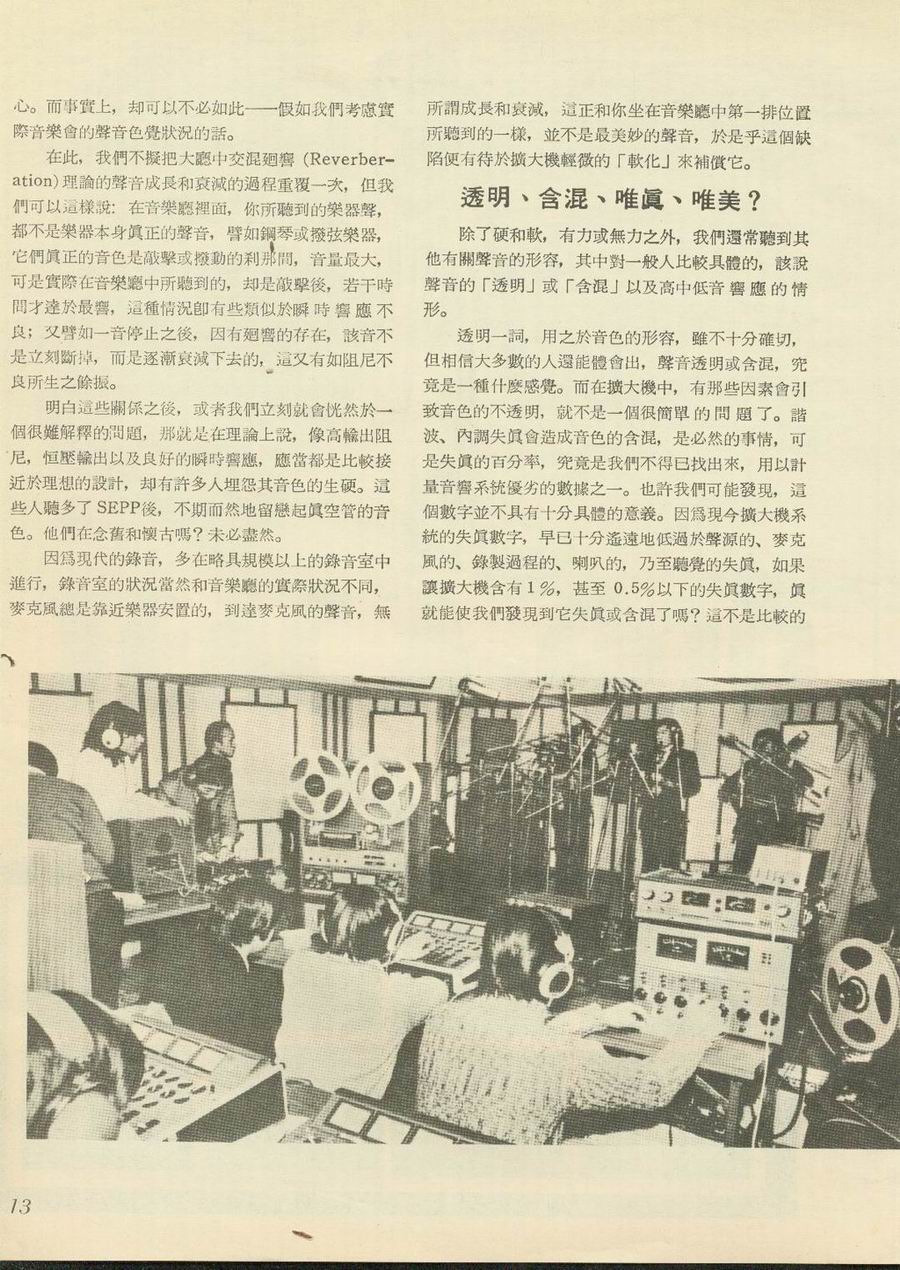 心。而事實上，却可以不必如此——假如我們考慮實
際音樂會的聲音色覺狀況的話。
在此，我們不擬把大廳中交混廻響（Reverber-
ation）理論的聲音成長和衰減的過程重覆一次，但我
們可以這樣說：在音樂廳裡面，你所聽到的樂器聲，
都不是樂器本身眞正的聲音，譬如鋼琴或撥弦樂器，
它們眞正的音色是敲擊或撥動的刹那間，音量最大，
可是實際在音樂廳中所聽到的，却是敲擊後，若干時
間才達於最響，這種情況卽有些類似於瞬時響應不
良；又譬如一音停止之後，因有廻響的存在，該音不
是立刻斷掉，而是逐漸衰減下去的，這又有如阻尼不
良所生之餘振。
明白這些關係之後，或者我們立刻就會恍然於一
個很難解釋的問題，那就是在理論上說，像高輸出阻
尼，恒壓輸出以及良好的瞬時響應，應當都是比較接
近於理想的設計，却有許多人埋怨其音色的生硬。這
些人聽多了SEPP後，不期而然地留戀起眞空管的音
色。他們在念舊和懷古嗎？未必盡然。
因爲現代的錄音，多在略具規模以上的錄音室中
進行，錄音室的狀況當然和音樂廳的實際狀況不同，
麥克風總是靠近樂器安置的，到達麥克風的聲音，無
所謂成長和衰減，這正和你坐在音樂廳中第一排位置
所聽到的一樣，並不是最美妙的聲音，於是乎這個缺
陷便有待於擴大機輕微的「軟化」來補償它。
透明、含混、唯眞、唯美？
除了硬和軟，有力或無力之外，我們還常聽到其
他有關聲音的形容，其中對一般人比較具體的，該說
聲音的「透明」或「含混」以及高中低音響應的情
形。
透明一詞，用之於音色的形容，雖不十分確切，
但相信大多數的人還能體會出，聲音透明或含混，究
竟是一種什麼感覺。而在擴大機中，有那些因素會引
致音色的不透明，就不是一個很簡單的問題了。諧
波、內調失眞會造成音色的含混，是必然的事情，可
是失眞的百分率，究竟是我們不得已找出來，用以計
量音響系統優劣的數據之一。也許我們可能發現，這
個數字並不具有十分具體的意義。因爲現今擴大機系
統的失眞數字，早已十分遙遠地低過於聲源的、麥克
風的、錄製過程的、喇叭的，乃至聽覺的失眞，如果
讓擴大機含有1%，甚至 0.5%以下的失眞數字，眞
就能使我們發現到它失眞或含混了嗎？這不是比較的
13